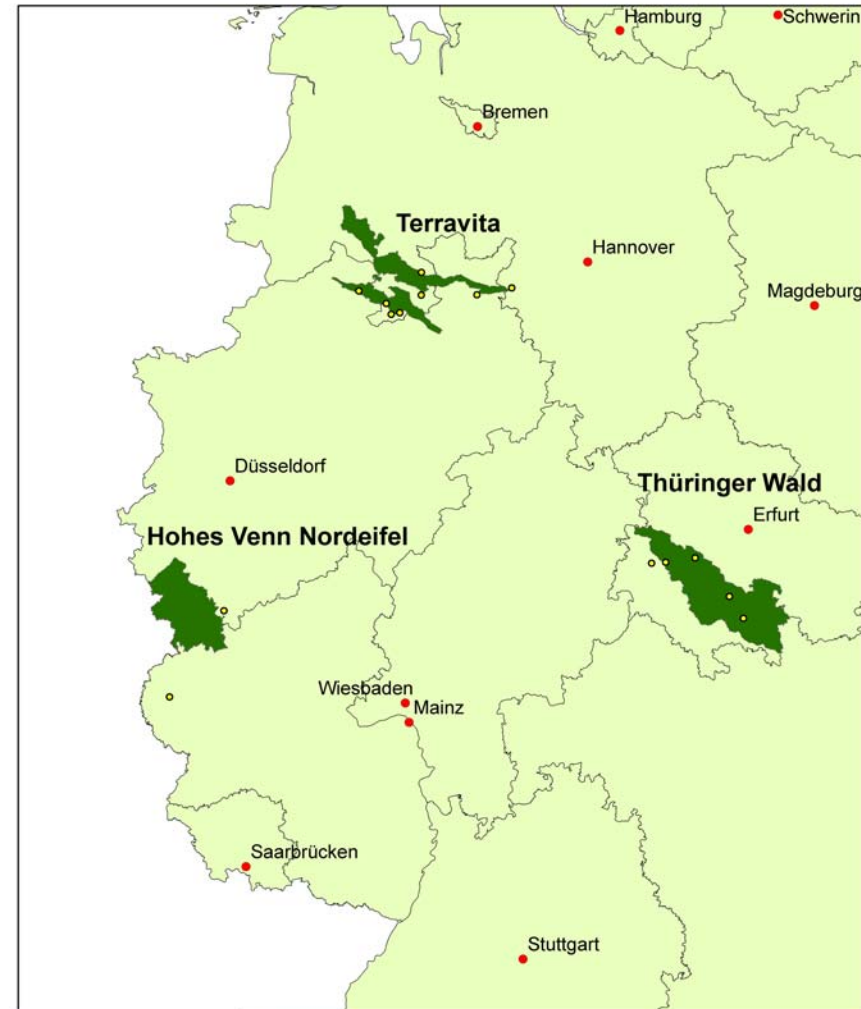 Hamburg
Schwerin
Bremen
Terravita
Hannover
Magdeburg
Düsseldorf
Thüringer Wald
Erfurt
Hohes Venn Nordeifel
Wiesbaden
Mainz
Saarbrücken
Stuttgart